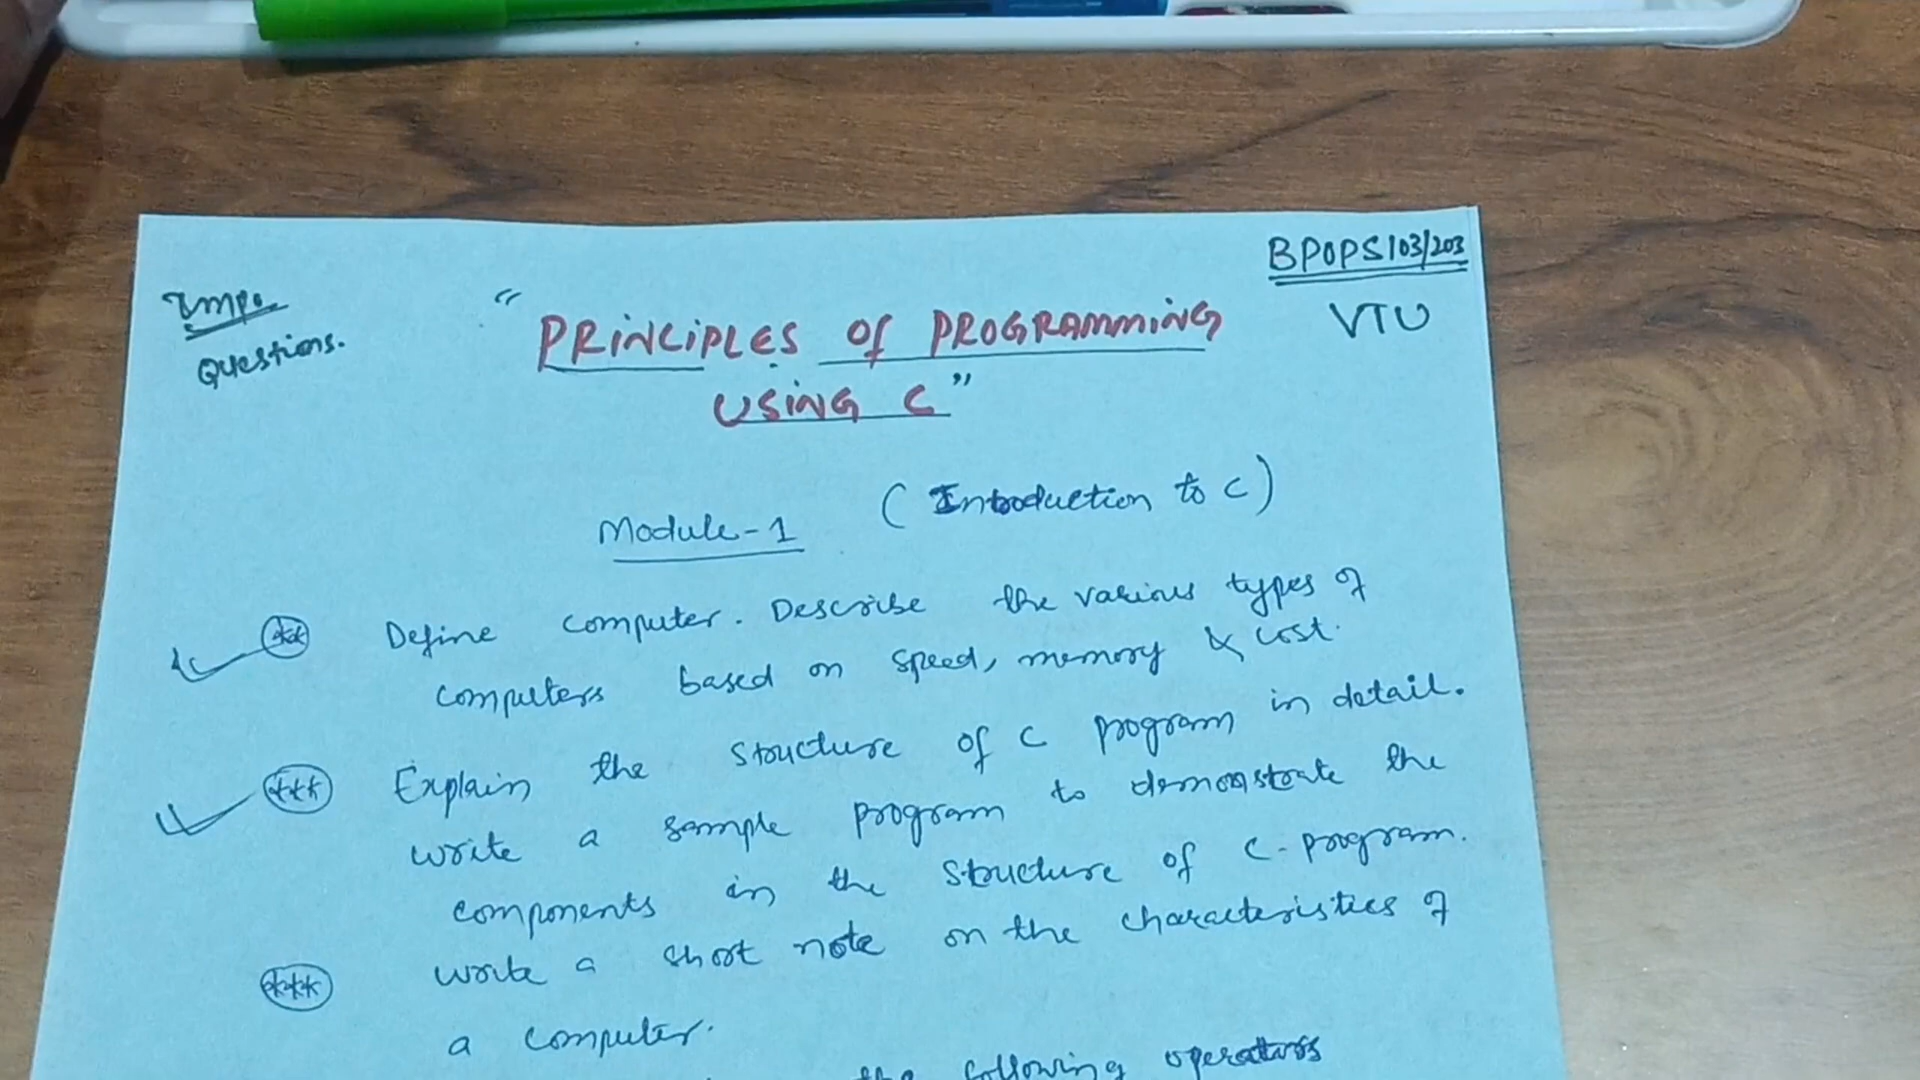 BPOPS103/203
VTU
Imp.
Questions.
"PRINCIPLES OF PROGRAMMING
USING C"
Module-1 (Introduction to C)
** Define computer. Describe the various types of
computers based on speed, memory & cost.
*** Explain the structure of C program in detail.
write a sample program to demonstrate the
components in the structure of C-program.
*** write a short note on the characteristics of
a computer.
the following operators